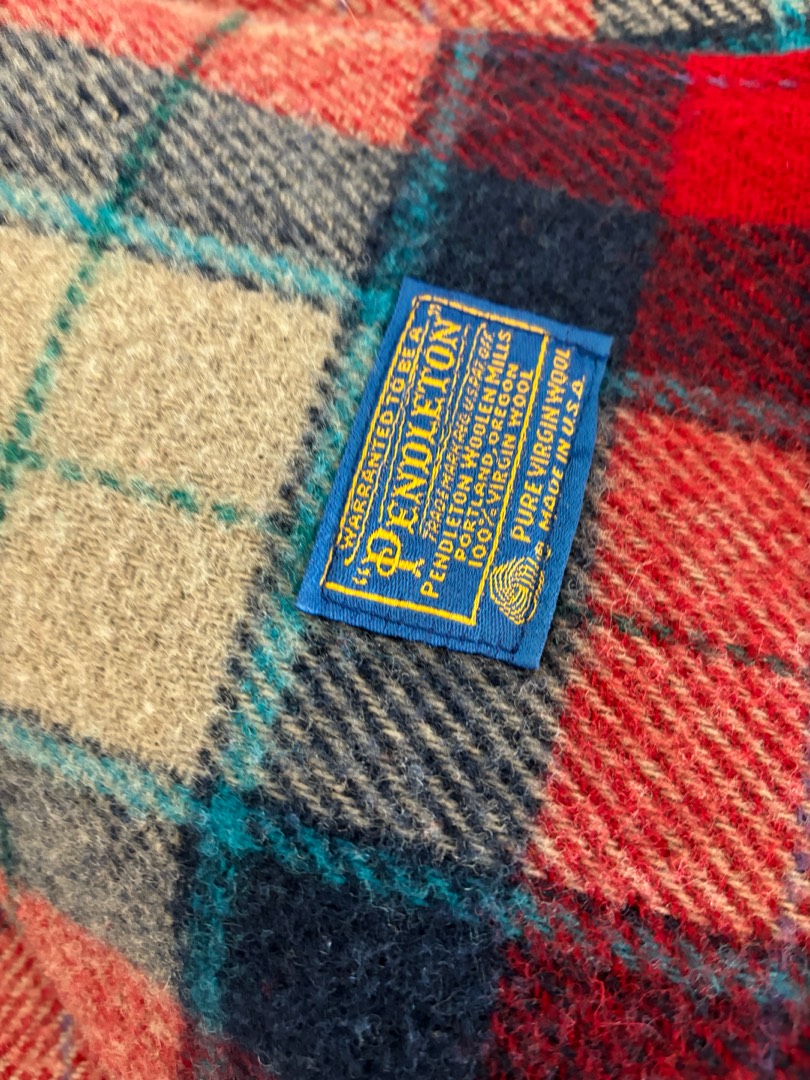 WARRANTED TO BE A
"PENDLETON"
TRADE MARK REG. U.S. PAT. OFF.
PENDLETON WOOLEN MILLS
PORTLAND, OREGON
100% VIRGIN WOOL
PURE VIRGIN WOOL
® MADE IN U.S.A.